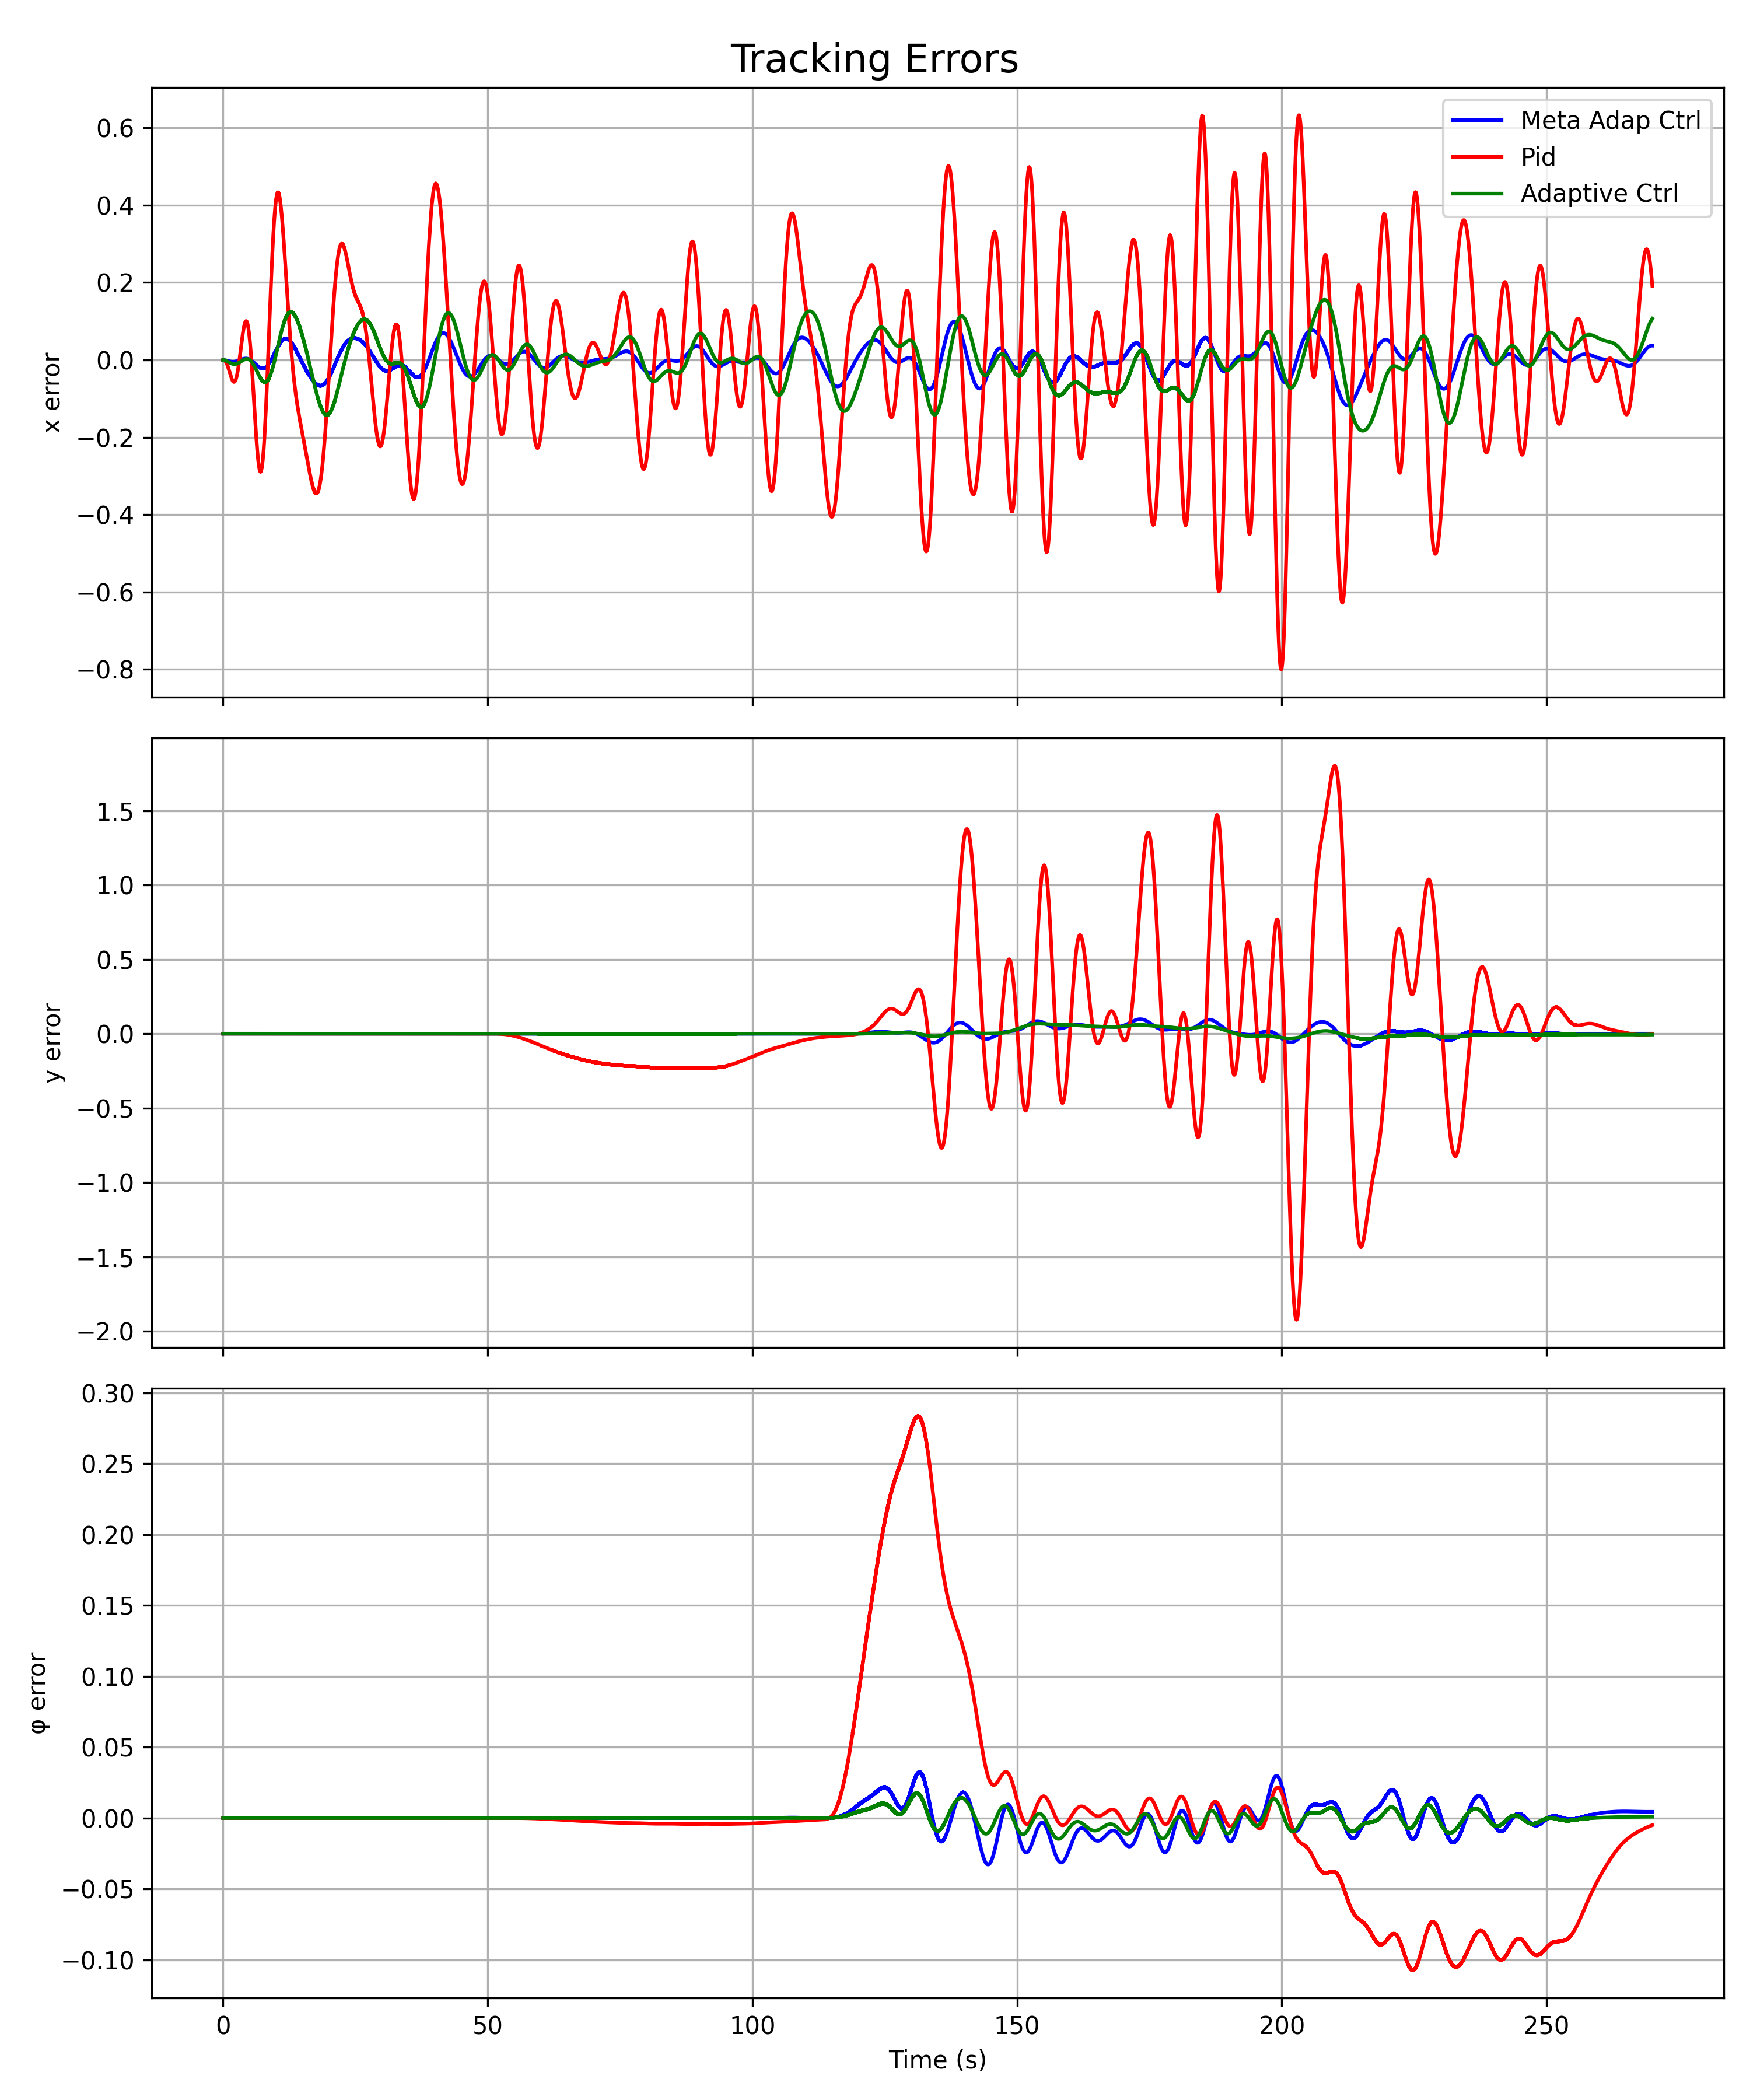 Tracking Errors
Meta Adap Ctrl
Pid
Adaptive Ctrl
0.6
0.4
0.2
0.0
−0.2
−0.4
−0.6
−0.8
x error
1.5
1.0
0.5
0.0
−0.5
−1.0
−1.5
−2.0
y error
0.30
0.25
0.20
0.15
0.10
0.05
0.00
−0.05
−0.10
φ error
0 50 100 150 200 250
Time (s)